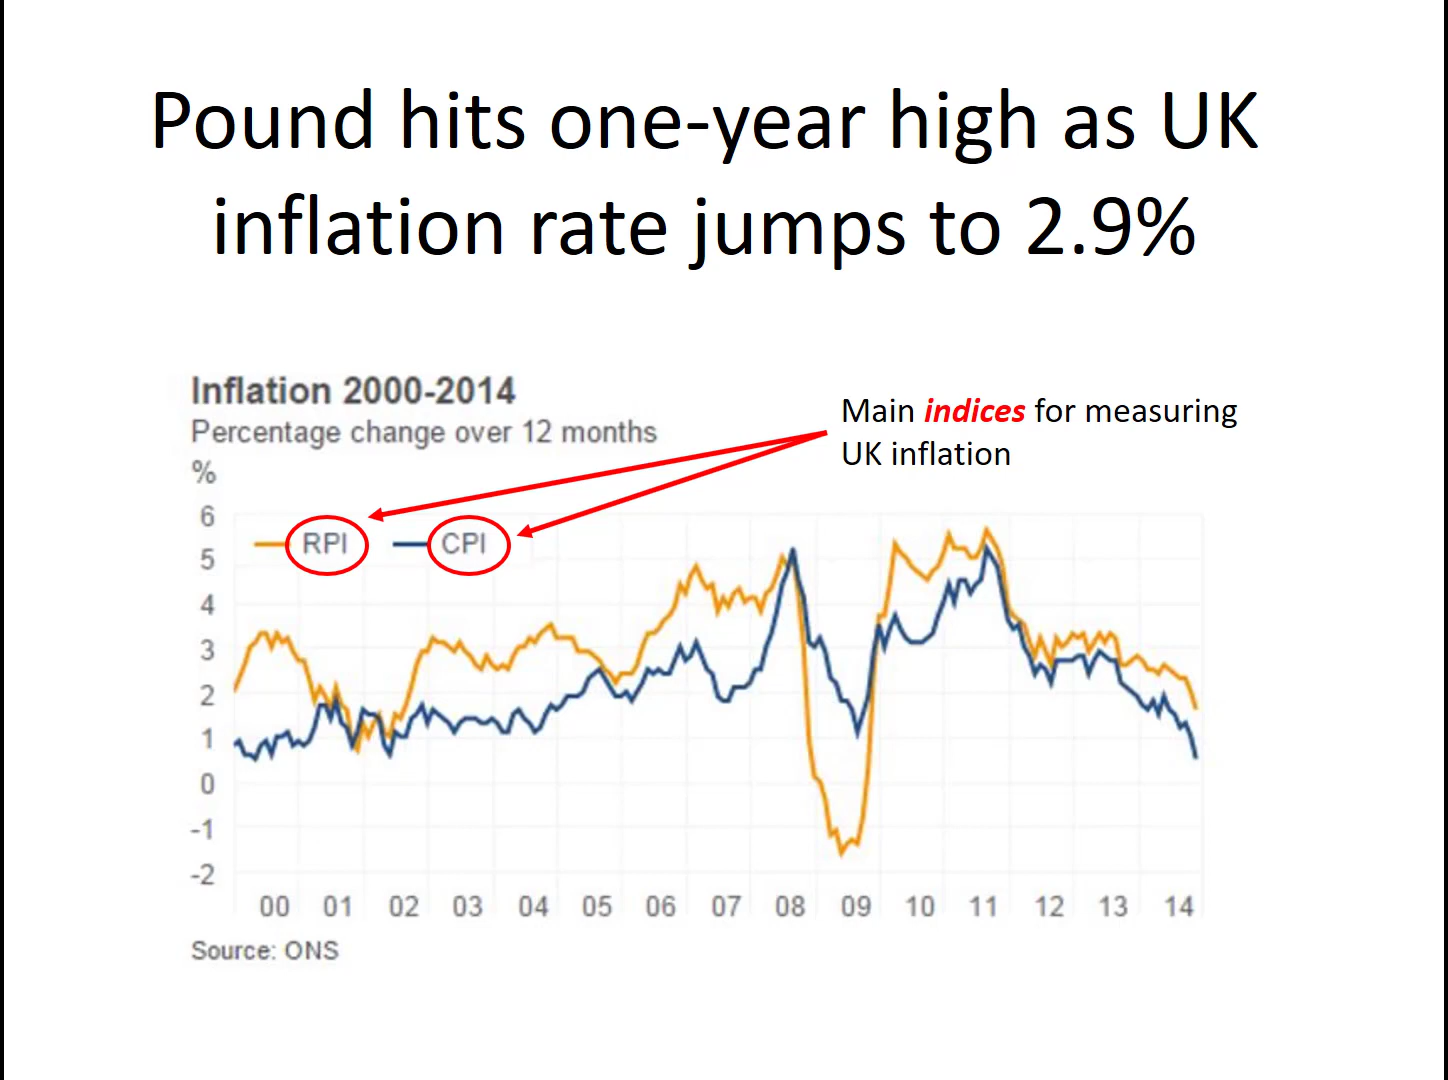 Pound hits one-year high as UK
inflation rate jumps to 2.9%
Inflation 2000-2014
Percentage change over 12 months
Main indices for measuring
UK inflation
%
RPI CPI
6
5
4
3
2
1
0
-1
-2
00 01 02 03 04 05 06 07 08 09 10 11 12 13 14
Source: ONS